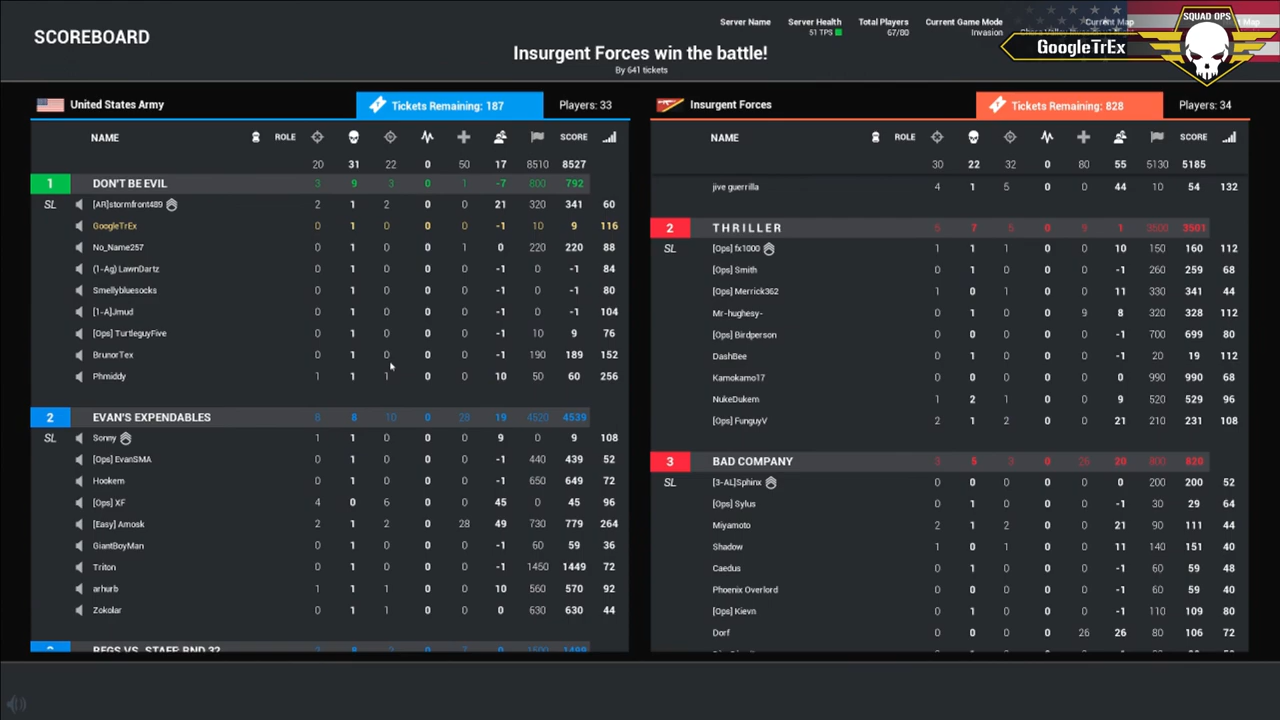 SCOREBOARD
Server Name Server Health Total Players Current Game Mode Current Map
51 TPS 67/80 Invasion
SQUAD OPS
GoogleTrEx
Insurgent Forces win the battle!
By 641 tickets
United States Army Tickets Remaining: 187 Players: 33
NAME ROLE SCORE
20 31 22 0 50 17 8510 8527
1 DON'T BE EVIL 3 9 3 0 1 -7 800 792
SL [AR]stormfront489 2 1 2 0 0 21 320 341 60
GoogleTrEx 0 1 0 0 0 -1 10 9 116
No_Name257 0 1 0 0 1 0 220 220 88
(1-Ag) LawnDartz 0 1 0 0 0 -1 0 -1 84
Smellybluesocks 0 1 0 0 0 -1 0 -1 80
[1-A]Jmud 0 1 0 0 0 -1 0 -1 104
[Ops] TurtleguyFive 0 1 0 0 0 -1 10 9 76
BrunorTex 0 1 0 0 0 -1 190 189 152
Phmiddy 1 1 1 0 0 10 50 60 256
2 EVAN'S EXPENDABLES 8 8 10 0 28 19 4520 4539
SL Sonny 1 1 0 0 0 9 0 9 108
[Ops] EvanSMA 0 1 0 0 0 -1 440 439 52
Hookem 0 1 0 0 0 -1 650 649 72
[Ops] XF 4 0 6 0 0 45 0 45 96
[Easy] Amosk 2 1 2 0 28 49 730 779 264
GiantBoyMan 0 1 0 0 0 -1 60 59 36
Triton 0 1 0 0 0 -1 1450 1449 72
arhurb 1 1 1 0 0 10 560 570 92
Zokolar 0 1 1 0 0 0 630 630 44
REGS VS. STAFF: RND 32
Insurgent Forces Tickets Remaining: 828 Players: 34
NAME ROLE SCORE
30 22 32 0 80 55 5130 5185
jive guerrilla 4 1 5 0 0 44 10 54 132
2 THRILLER 5 7 5 0 9 1 3500 3501
SL [Ops] fx1000 1 1 1 0 0 10 150 160 112
[Ops] Smith 0 1 0 0 0 -1 260 259 68
[Ops] Merrick362 1 0 1 0 0 11 330 341 44
Mr-hughesy- 0 1 0 0 9 8 320 328 112
[Ops] Birdperson 0 1 0 0 0 -1 700 699 80
DashBee 0 1 0 0 0 -1 20 19 112
Kamokamo17 0 0 0 0 0 0 990 990 68
NukeDukem 1 2 1 0 0 9 520 529 96
[Ops] FunguyV 2 1 2 0 0 21 210 231 108
3 BAD COMPANY 3 5 3 0 26 20 800 820
SL [3-AL]Sphinx 0 0 0 0 0 0 200 200 52
[Ops] Sylus 0 1 0 0 0 -1 30 29 64
Miyamoto 2 1 2 0 0 21 90 111 44
Shadow 1 0 1 0 0 11 140 151 40
Caedus 0 1 0 0 0 -1 60 59 48
Phoenix Overlord 0 0 0 0 0 -1 60 59 40
[Ops] Kievn 0 1 0 0 0 -1 110 109 80
Dorf 0 0 0 0 26 26 80 106 72